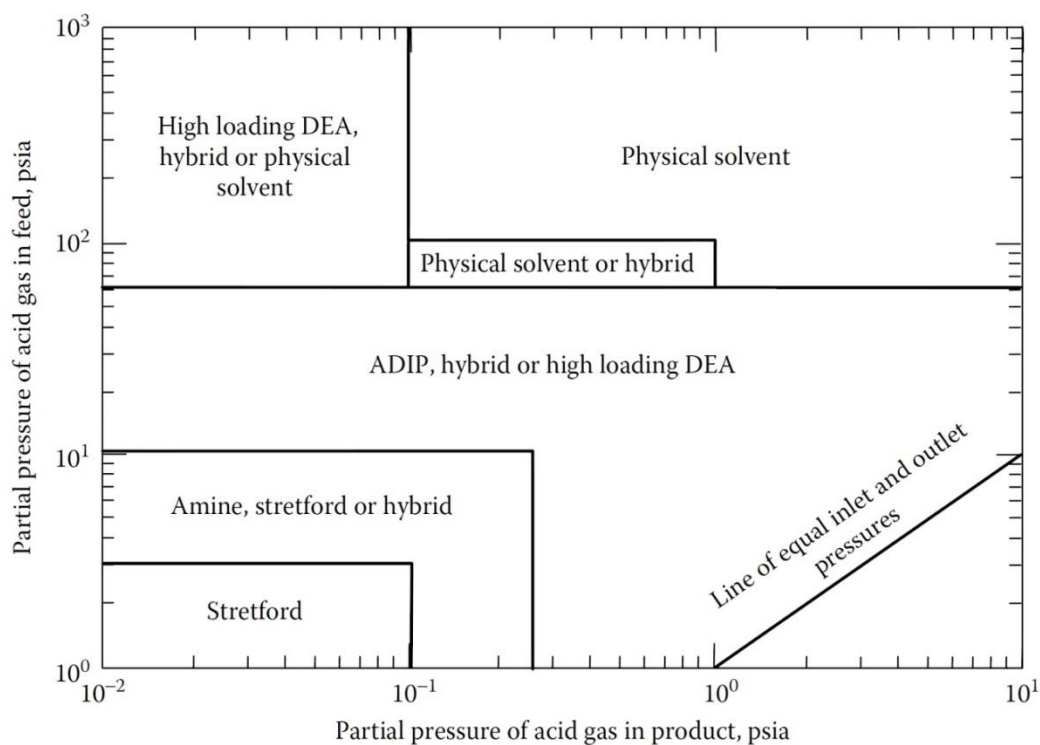 10³
High loading DEA,
hybrid or physical
solvent
Physical solvent
10²
Physical solvent or hybrid
ADIP, hybrid or high loading DEA
10¹
Amine, stretford or hybrid
Stretford
Line of equal inlet and outlet
pressures
10⁰
10⁻²
10⁻¹
10⁰
10¹
Partial pressure of acid gas in product, psia
Partial pressure of acid gas in feed, psia